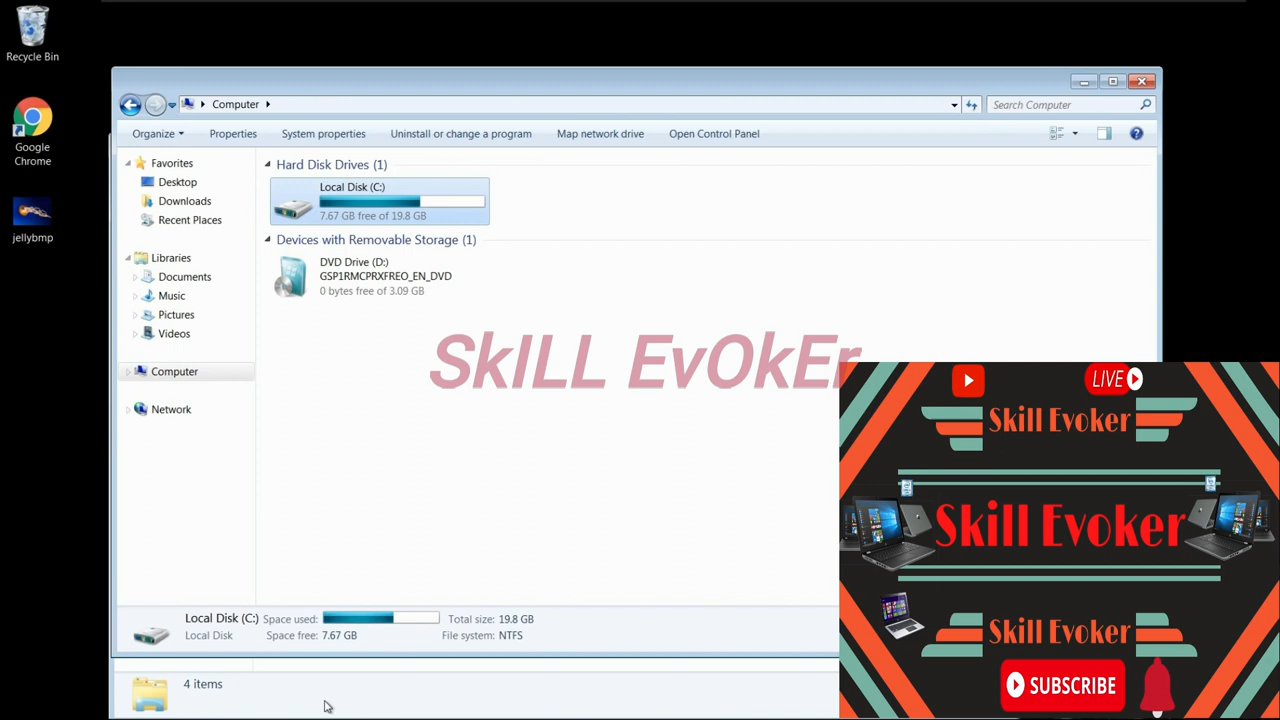 Recycle Bin
Google
Chrome
jellybmp
Computer
Search Computer
Organize
Properties
System properties
Uninstall or change a program
Map network drive
Open Control Panel
Favorites
Desktop
Downloads
Recent Places
Libraries
Documents
Music
Pictures
Videos
Computer
Network
Hard Disk Drives (1)
Local Disk (C:)
7.67 GB free of 19.8 GB
Devices with Removable Storage (1)
DVD Drive (D:)
GSP1RMCPRXFREO_EN_DVD
0 bytes free of 3.09 GB
SkILL EvOkEr
LIVE
Skill Evoker
Skill Evoker
Skill Evoker
SUBSCRIBE
Local Disk (C:) Space used: Total size: 19.8 GB
Local Disk Space free: 7.67 GB File system: NTFS
4 items